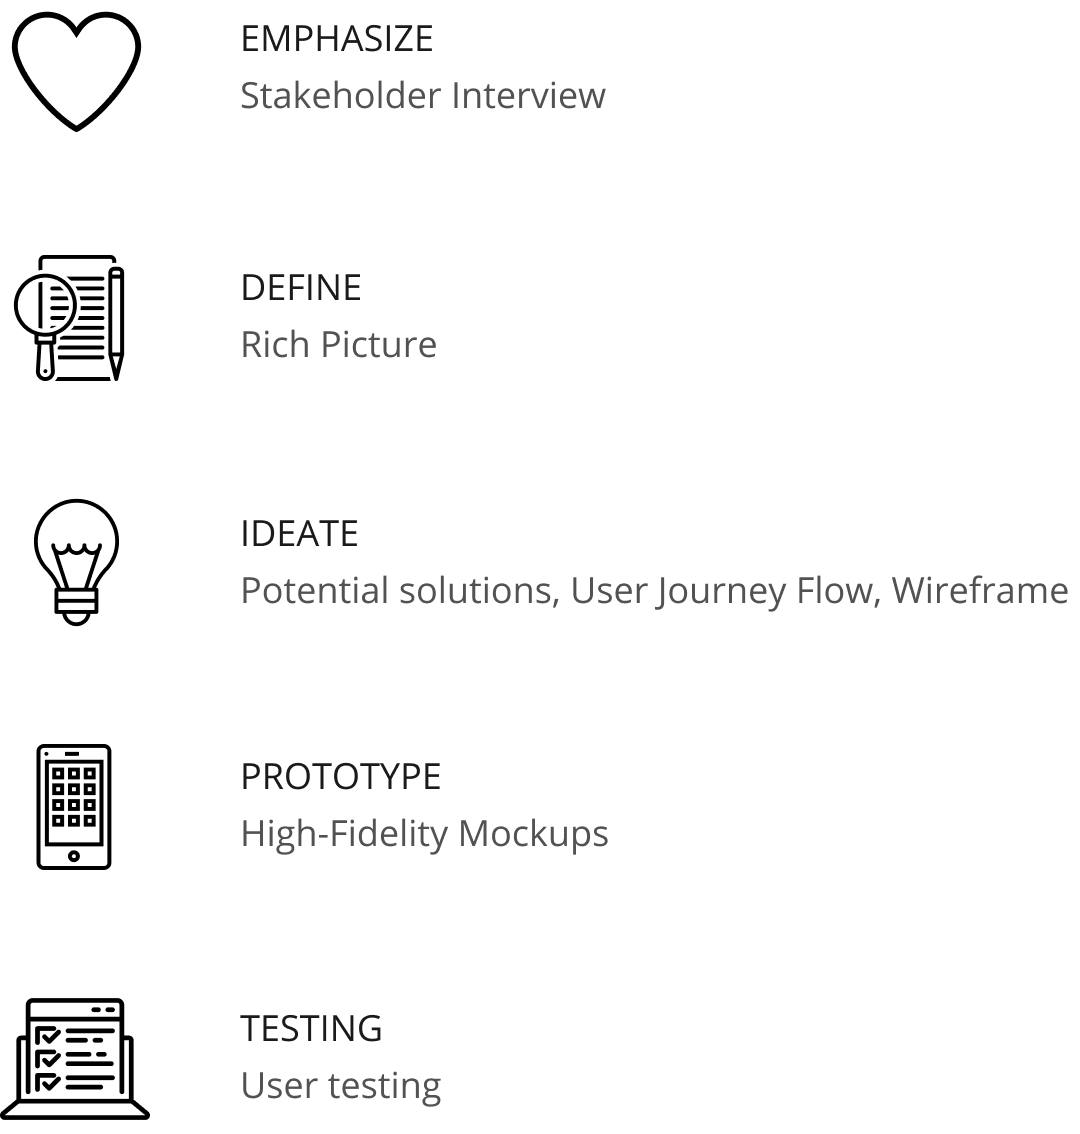 EMPHASIZE
Stakeholder Interview
DEFINE
Rich Picture
IDEATE
Potential solutions, User Journey Flow, Wireframe
PROTOTYPE
High-Fidelity Mockups
TESTING
User testing